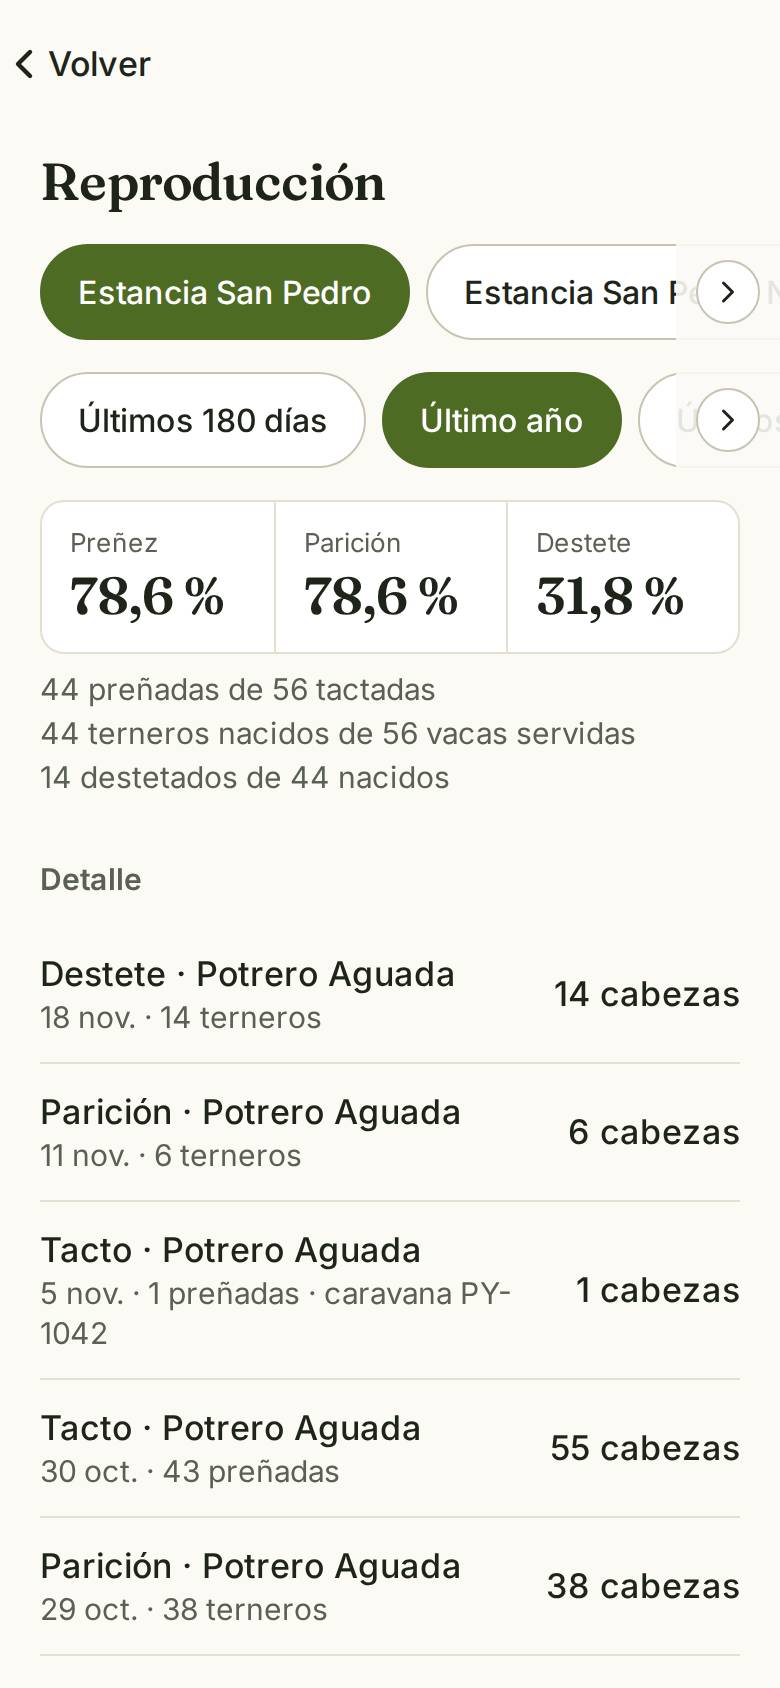 Volver
Reproducción
Estancia San Pedro
Estancia San
Últimos 180 días
Último año
Preñez
Parición
Destete
78,6 %
78,6 %
31,8 %
44 preñadas de 56 tactadas
44 terneros nacidos de 56 vacas servidas
14 destetados de 44 nacidos
Detalle
Destete · Potrero Aguada
14 cabezas
18 nov. · 14 terneros
Parición · Potrero Aguada
6 cabezas
11 nov. · 6 terneros
Tacto · Potrero Aguada
1 cabezas
5 nov. · 1 preñadas · caravana PY-
1042
Tacto · Potrero Aguada
55 cabezas
30 oct. · 43 preñadas
Parición · Potrero Aguada
38 cabezas
29 oct. · 38 terneros